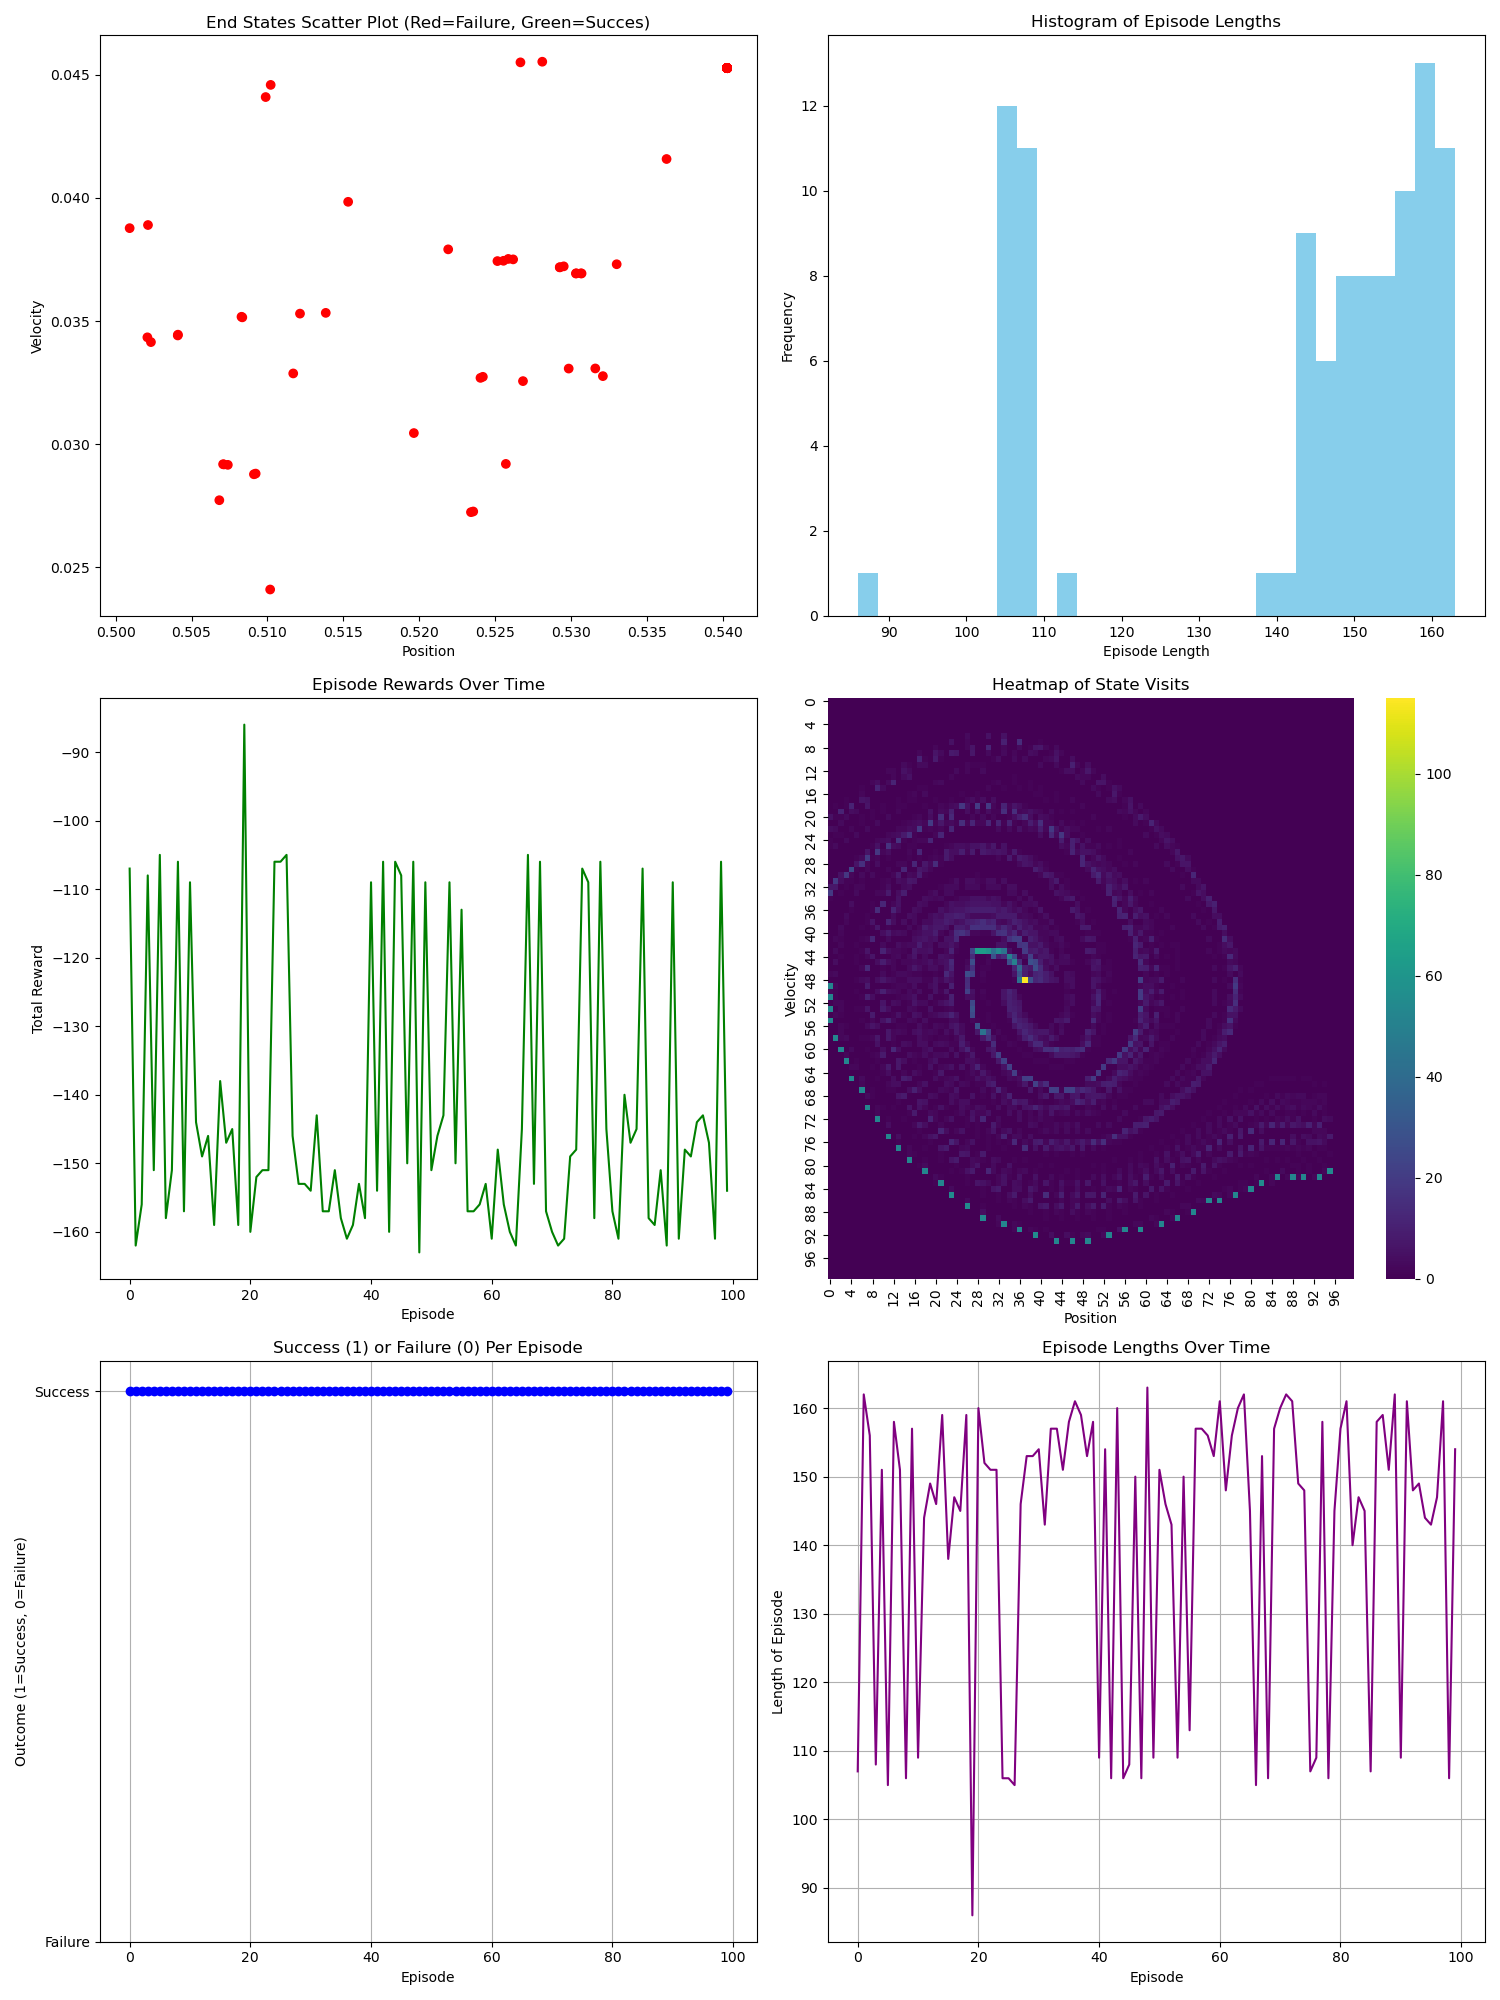 End States Scatter Plot (Red=Failure, Green=Succes)
0.045
0.040
0.035
0.030
0.025
Velocity
0.500 0.505 0.510 0.515 0.520 0.525 0.530 0.535 0.540
Position
Histogram of Episode Lengths
12
10
8
6
4
2
0
Frequency
90 100 110 120 130 140 150 160
Episode Length
Episode Rewards Over Time
−90
−100
−110
−120
−130
−140
−150
−160
Total Reward
0 20 40 60 80 100
Episode
Heatmap of State Visits
0 4 8 12 16 20 24 28 32 36 40 44 48 52 56 60 64 68 72 76 80 84 88 92 96
Velocity
0 4 8 12 16 20 24 28 32 36 40 44 48 52 56 60 64 68 72 76 80 84 88 92 96
Position
100
80
60
40
20
0
Success (1) or Failure (0) Per Episode
Success
Failure
Outcome (1=Success, 0=Failure)
0 20 40 60 80 100
Episode
Episode Lengths Over Time
160
150
140
130
120
110
100
90
Length of Episode
0 20 40 60 80 100
Episode